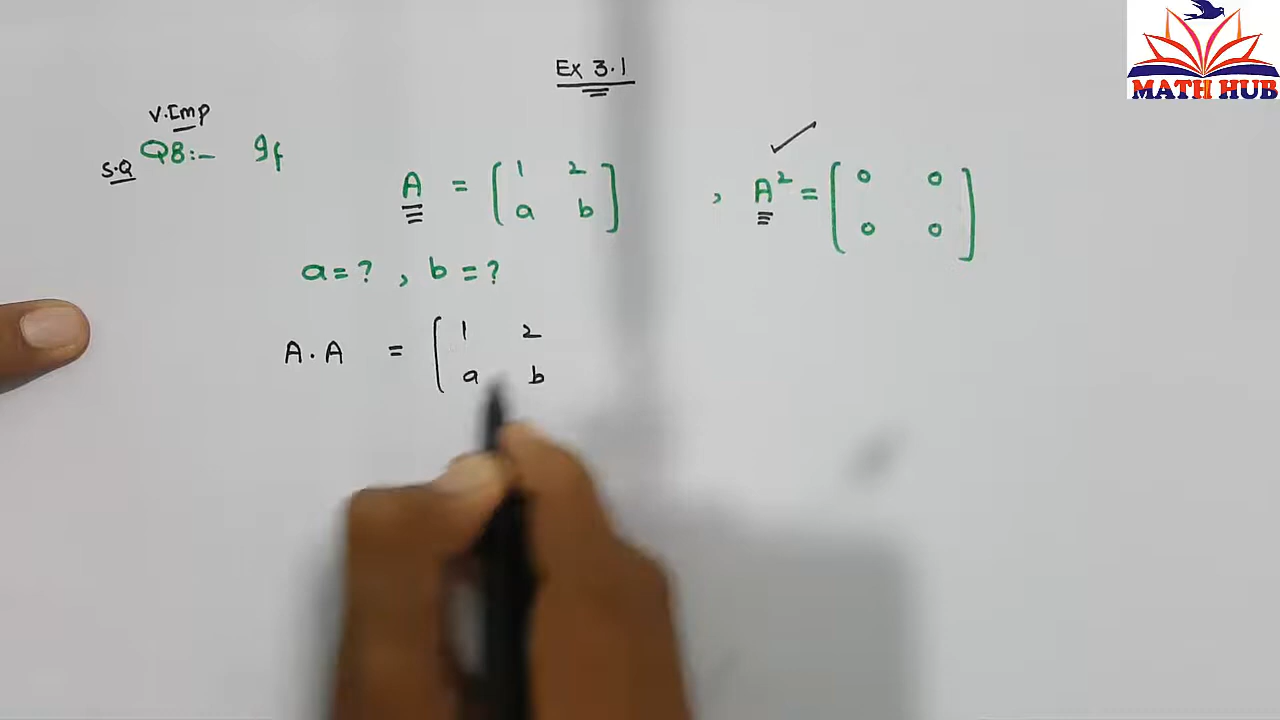 MATH HUB
Ex 3.1
V.Imp
S.Q Q8:- If A = [ 1 2 , A² = [ 0 0
a b ] 0 0 ]
a = ? , b = ?
A.A = [ 1 2
a b